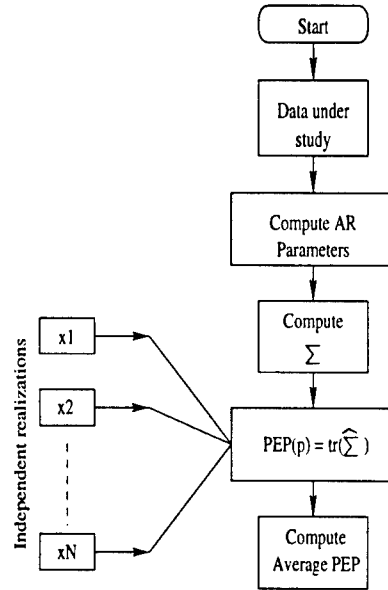 Start
Data under
study
Compute AR
Parameters
Compute
Σ
Independent realizations
x1
x2
xN
PEP(p) = tr(Σ̂)
Compute
Average PEP